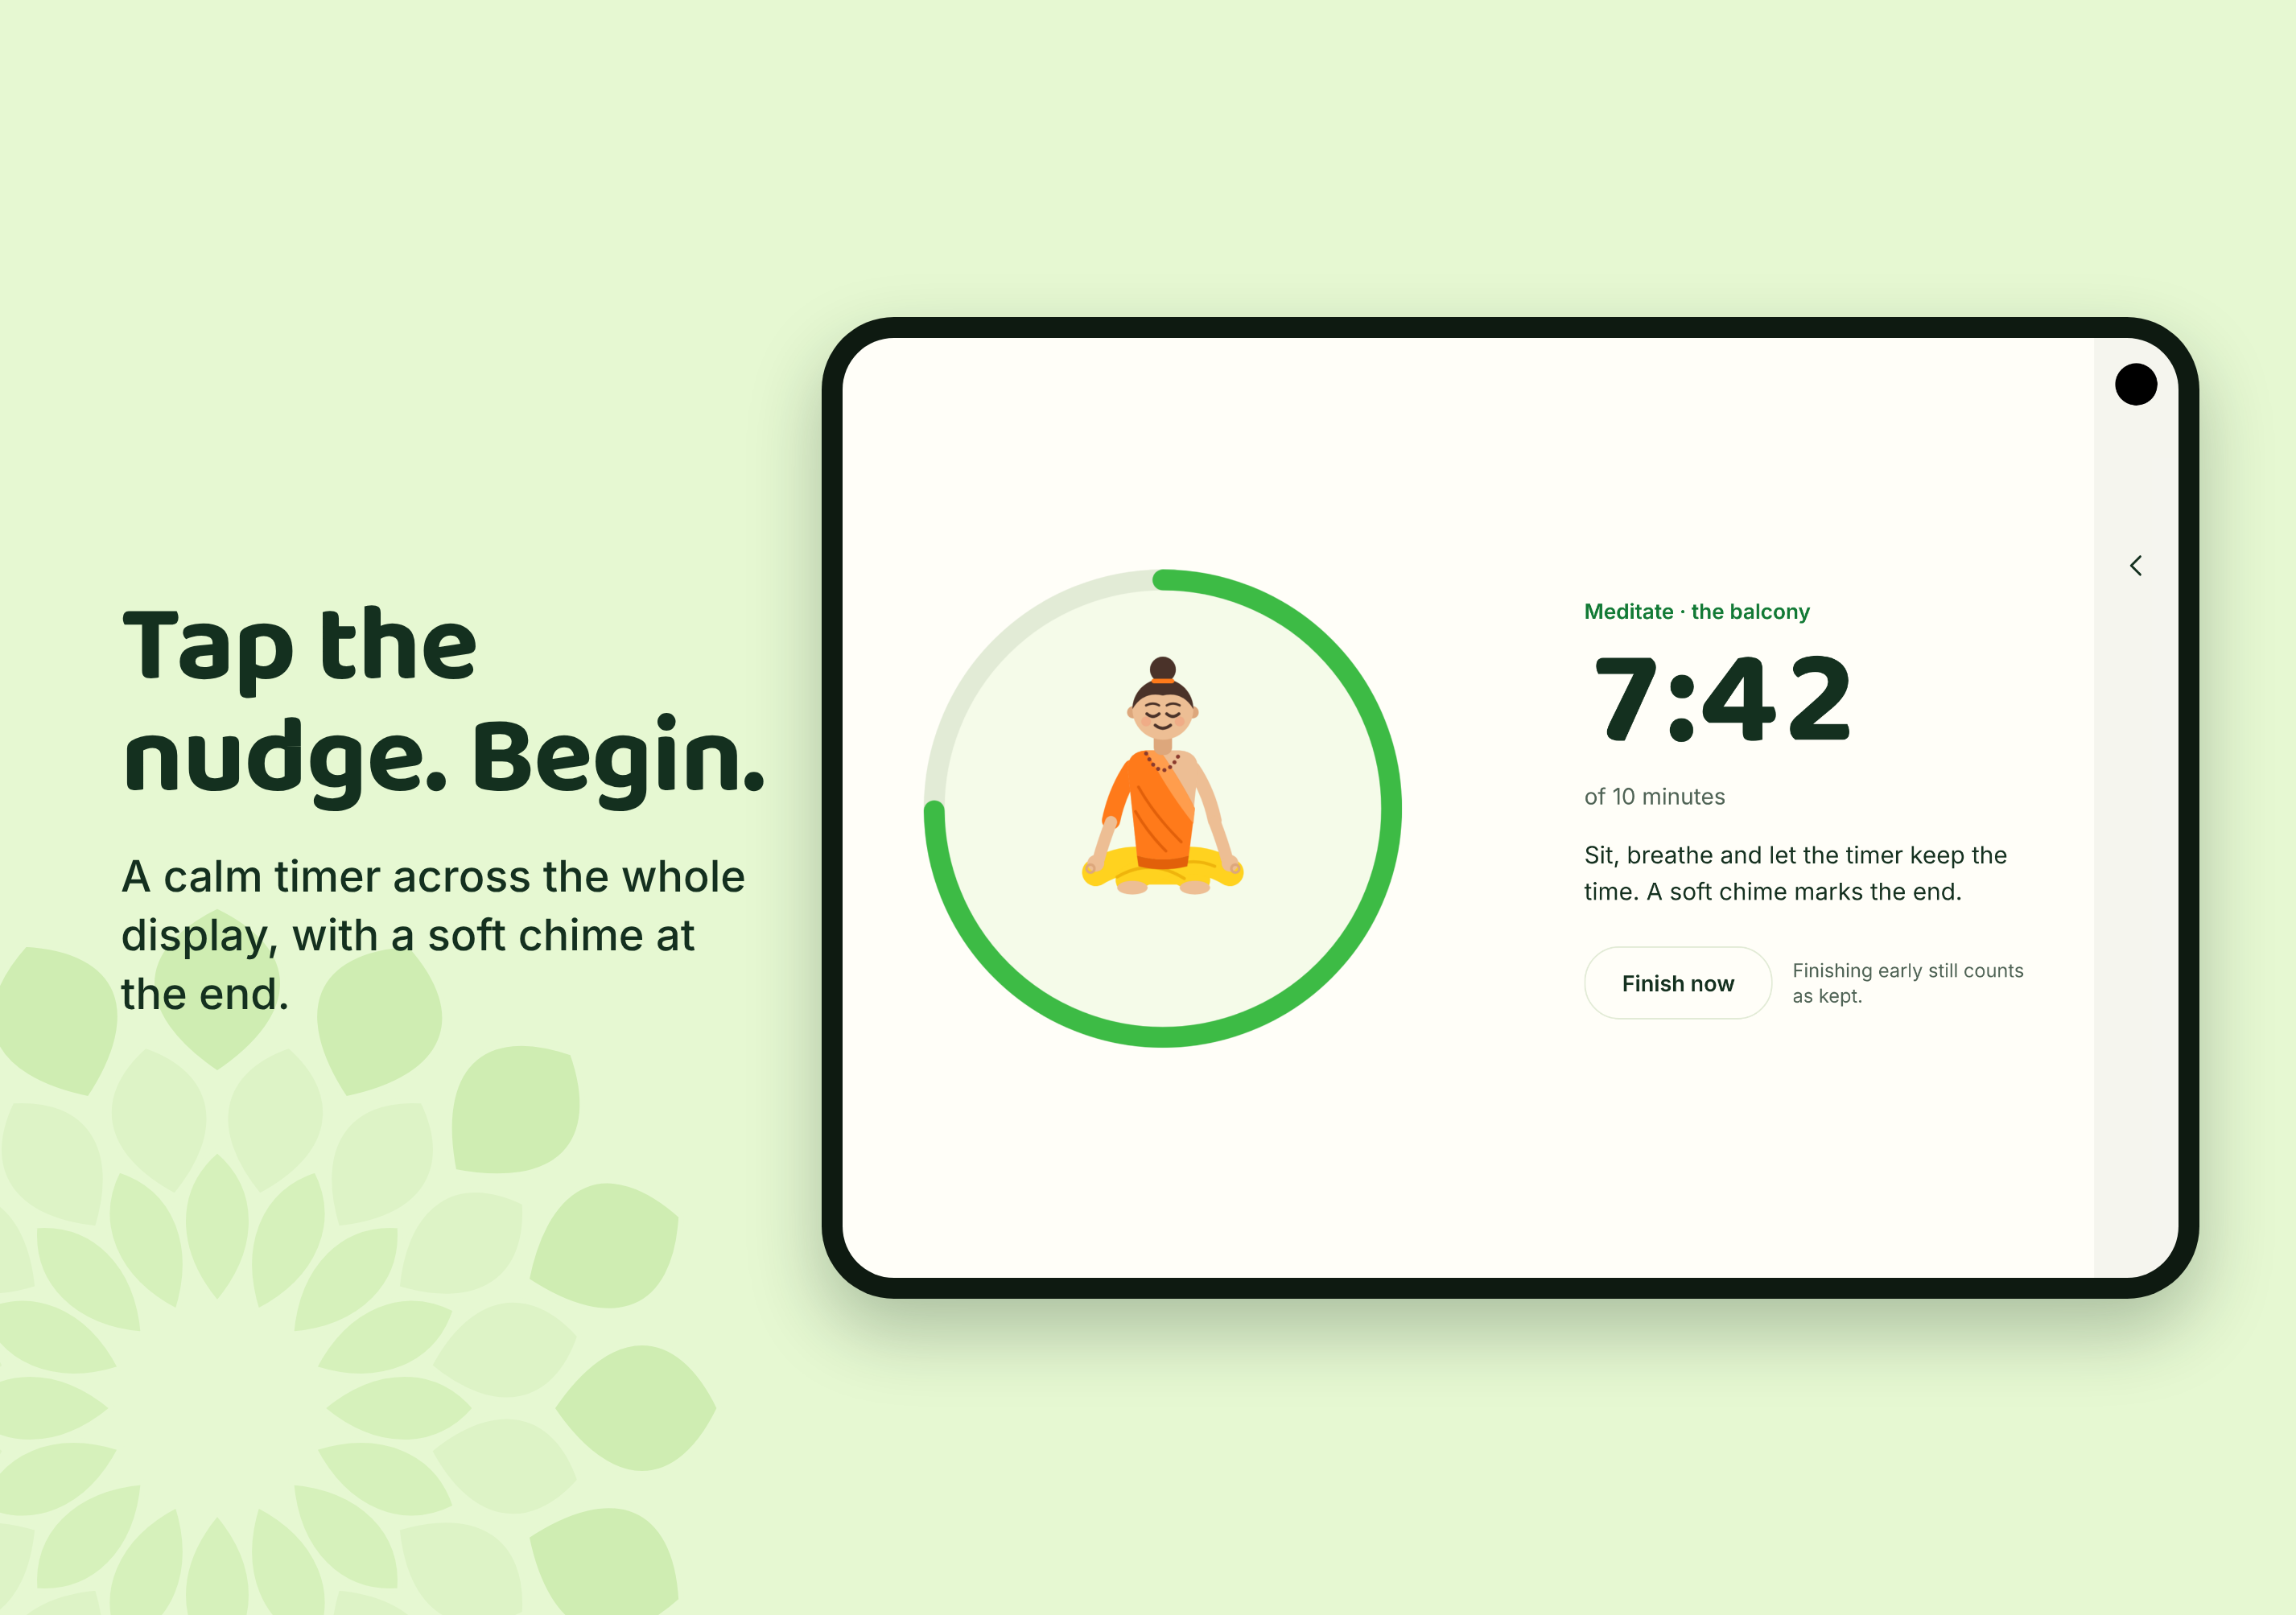 Tap the
nudge. Begin.
A calm timer across the whole
display, with a soft chime at
the end.
Meditate · the balcony
7:42
of 10 minutes
Sit, breathe and let the timer keep the
time. A soft chime marks the end.
Finish now
Finishing early still counts
as kept.